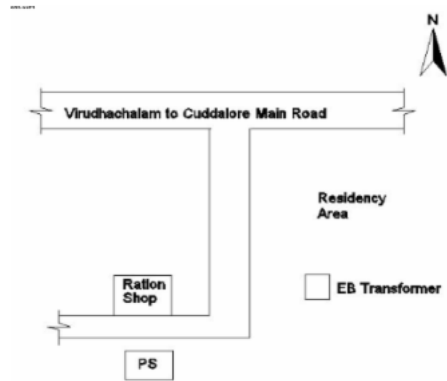 N
Virudhachalam to Cuddalore Main Road
Residency
Area
Ration
Shop
EB Transformer
PS